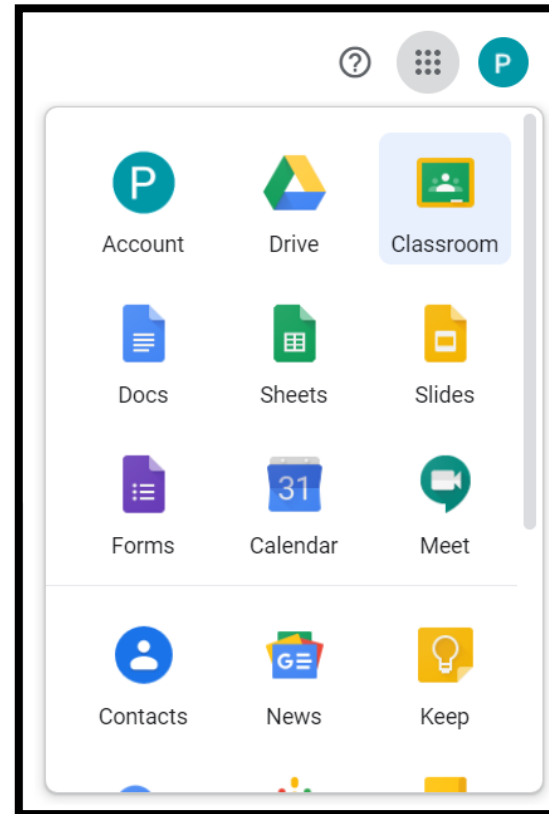 P
P
Account Drive Classroom
Docs Sheets Slides
31
Forms Calendar Meet
GE
Contacts News Keep